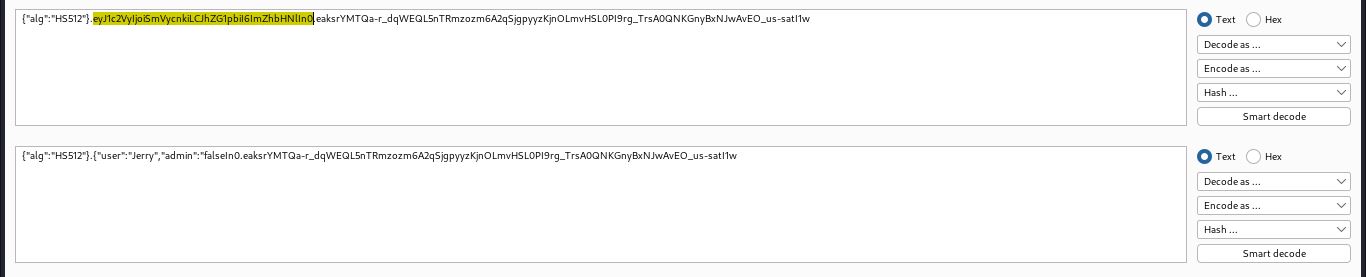 {"alg":"HS512"}.eyJ1c2VyIjoiSmVycnkiLCJhZG1pbiI6ImZhbHNlIn0.eaksrYMTQa-r_dqWEQL5nTRmzozm6A2qSjgpyyzKjnOLmvHSL0PI9rg_TrsA0QNKGnyBxNJwAvEO_us-satI1w
Text Hex
Decode as ...
Encode as ...
Hash ...
Smart decode
{"alg":"HS512"}.{"user":"Jerry","admin":"falseIn0.eaksrYMTQa-r_dqWEQL5nTRmzozm6A2qSjgpyyzKjnOLmvHSL0PI9rg_TrsA0QNKGnyBxNJwAvEO_us-satI1w
Text Hex
Decode as ...
Encode as ...
Hash ...
Smart decode